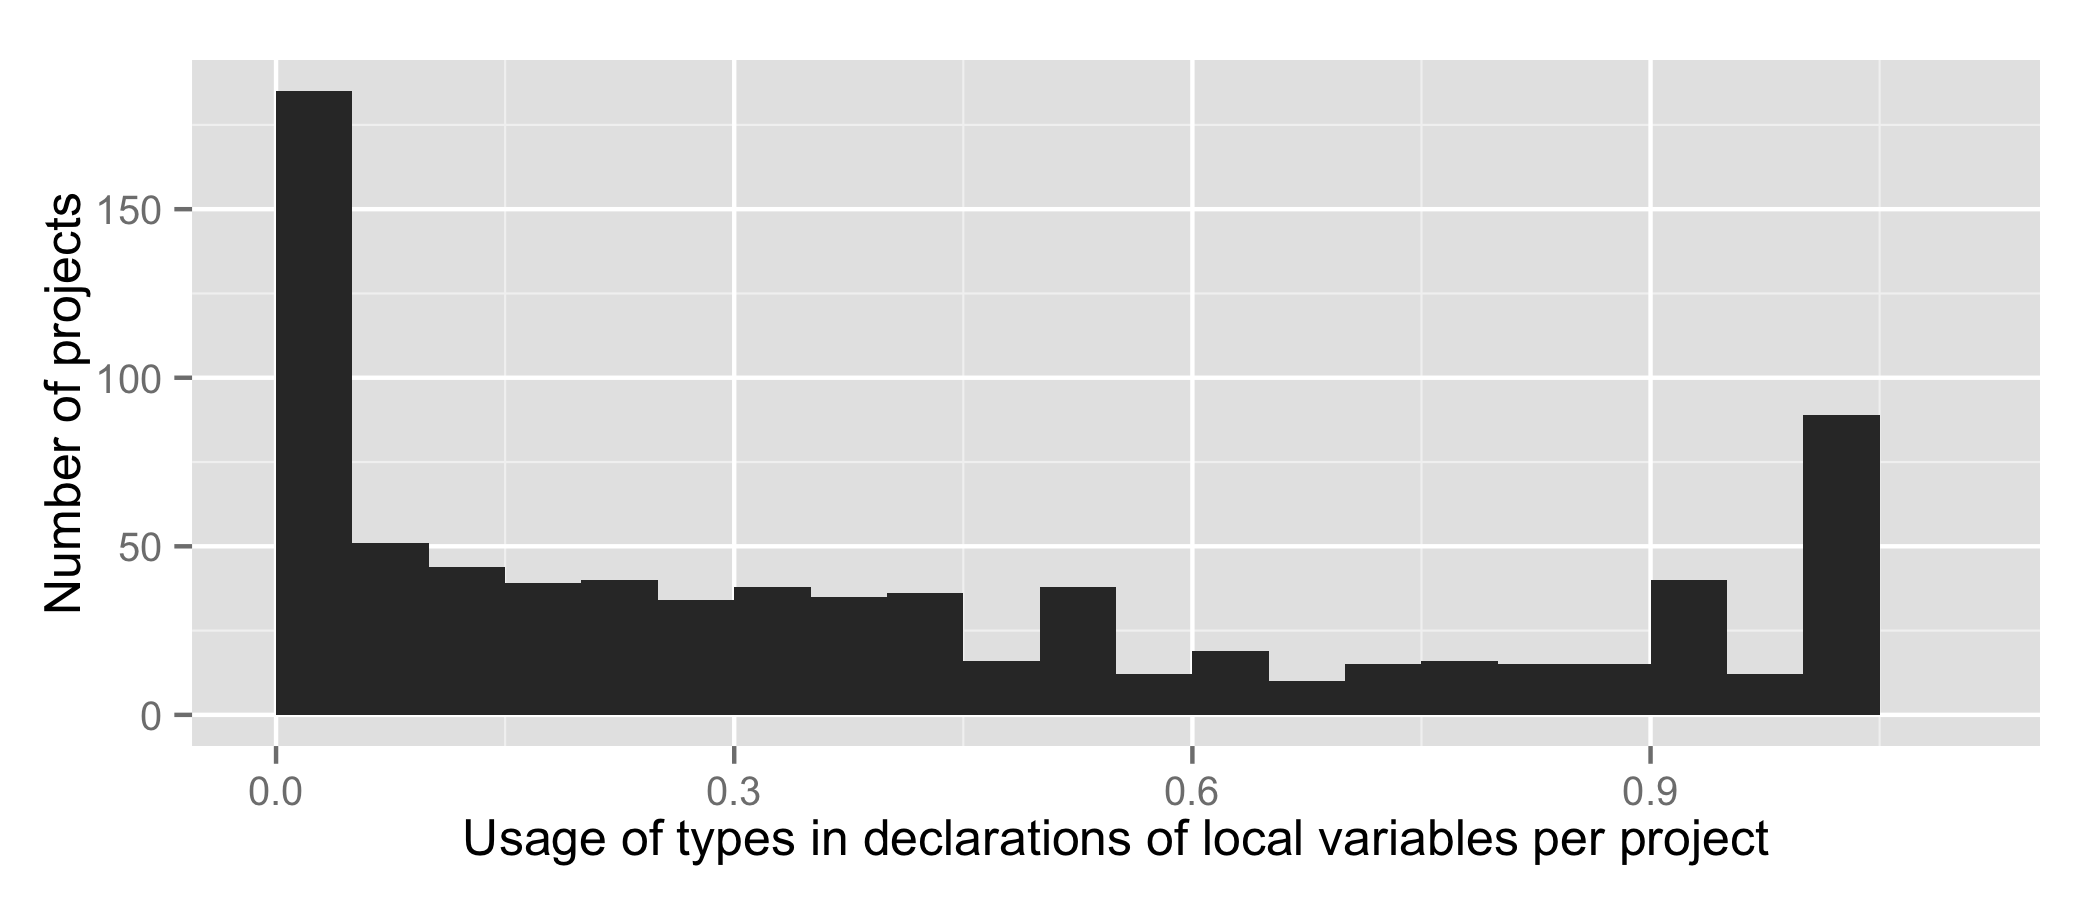 Number of projects
150
100
50
0
0.0 0.3 0.6 0.9
Usage of types in declarations of local variables per project